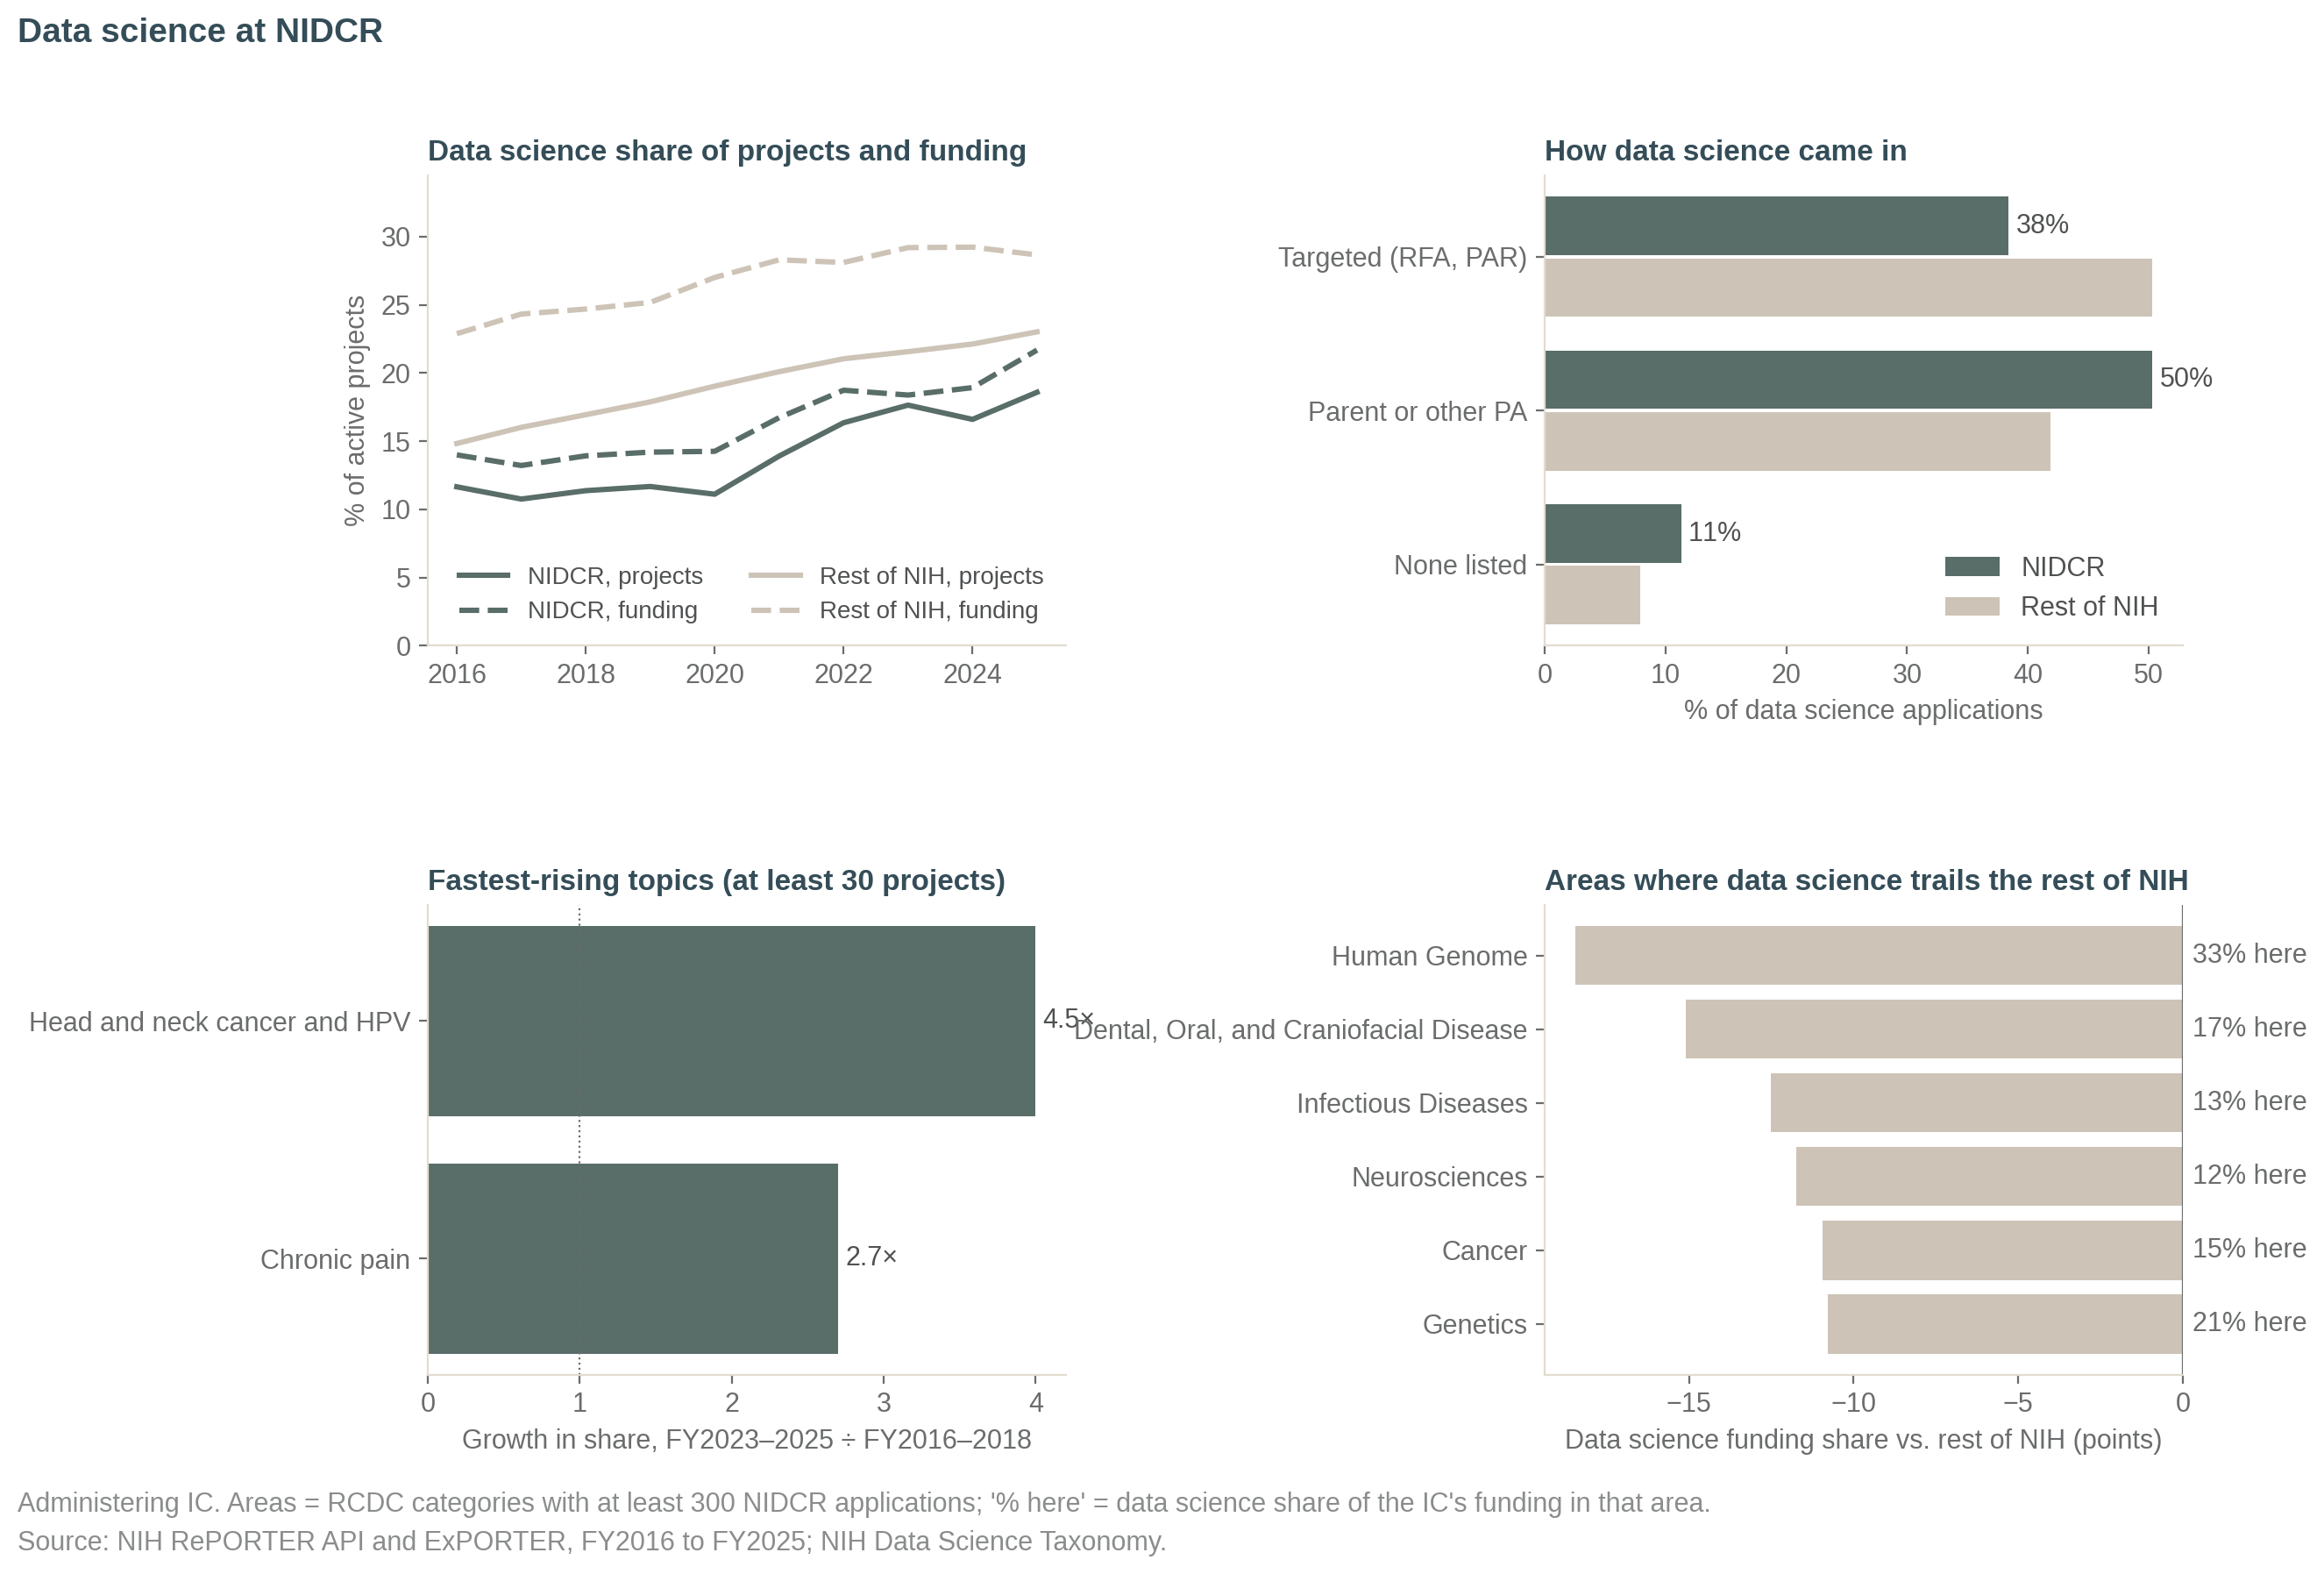 Data science at NIDCR
Data science share of projects and funding
% of active projects
30
25
20
15
10
5
0
NIDCR, projects
NIDCR, funding
Rest of NIH, projects
Rest of NIH, funding
2016 2018 2020 2022 2024
How data science came in
Targeted (RFA, PAR)
38%
Parent or other PA
50%
None listed
11%
NIDCR
Rest of NIH
0 10 20 30 40 50
% of data science applications
Fastest-rising topics (at least 30 projects)
Head and neck cancer and HPV
4.5×
Chronic pain
2.7×
0 1 2 3 4
Growth in share, FY2023–2025 ÷ FY2016–2018
Areas where data science trails the rest of NIH
Human Genome
33% here
Dental, Oral, and Craniofacial Disease
17% here
Infectious Diseases
13% here
Neurosciences
12% here
Cancer
15% here
Genetics
21% here
−15 −10 −5 0
Data science funding share vs. rest of NIH (points)
Administering IC. Areas = RCDC categories with at least 300 NIDCR applications; '% here' = data science share of the IC's funding in that area.
Source: NIH RePORTER API and ExPORTER, FY2016 to FY2025; NIH Data Science Taxonomy.